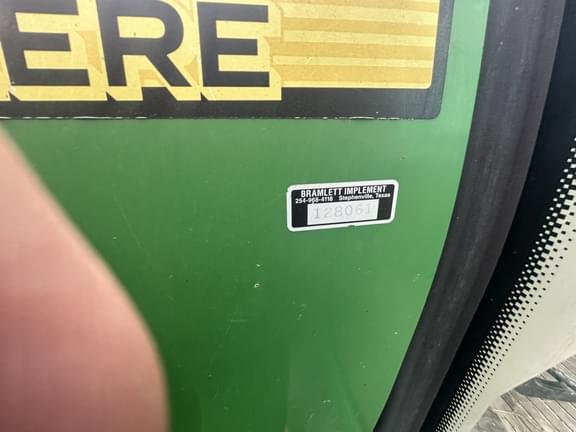 ERE
BRAMLETT IMPLEMENT
254-968-4118 Stephenville, Texas
128061